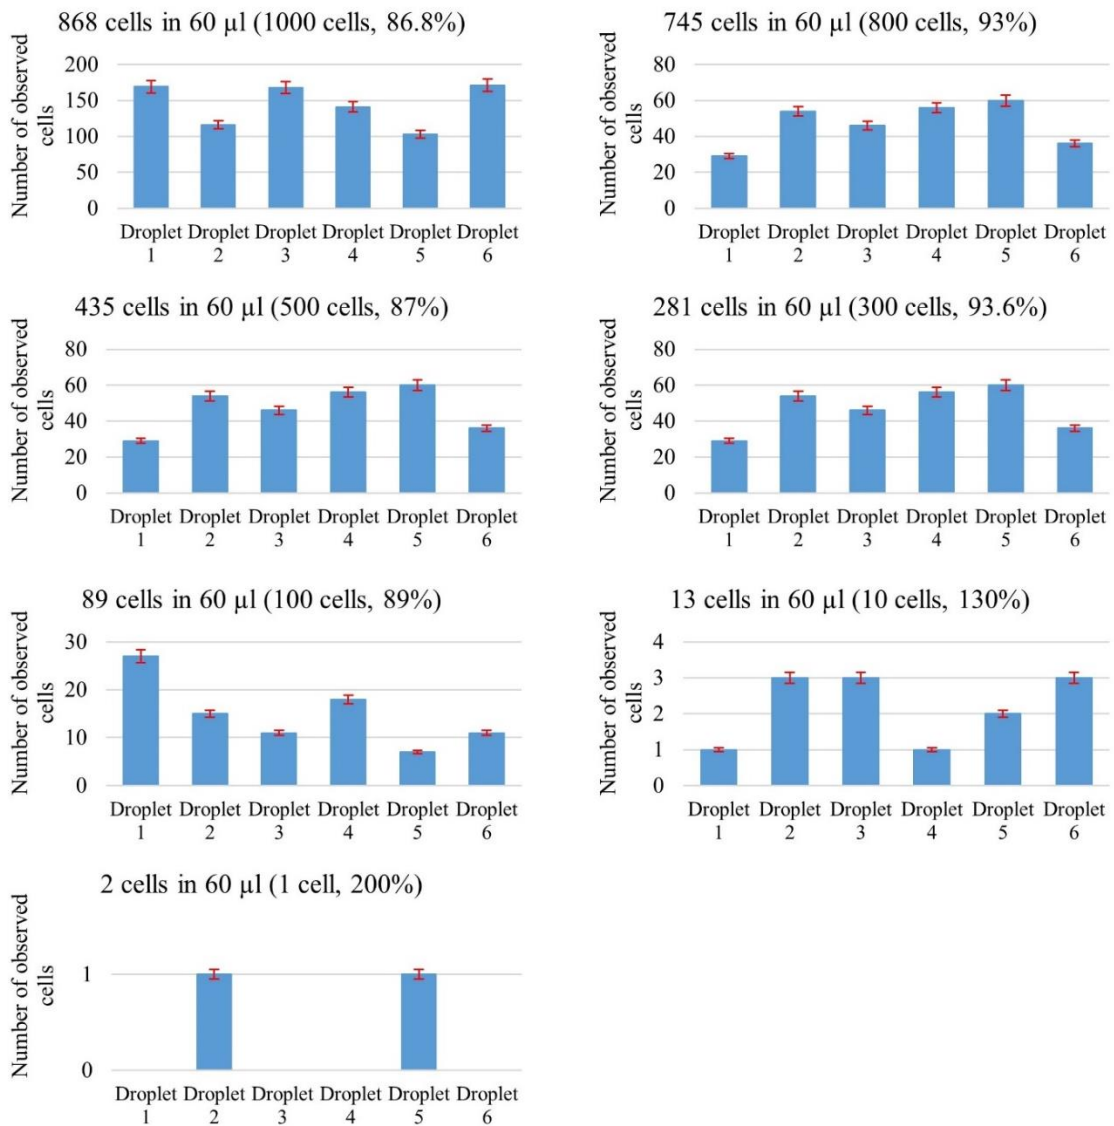 868 cells in 60 µl (1000 cells, 86.8%)
Number of observed
cells
200
150
100
50
0
Droplet Droplet Droplet Droplet Droplet Droplet
1 2 3 4 5 6
745 cells in 60 µl (800 cells, 93%)
Number of observed
cells
80
60
40
20
0
Droplet Droplet Droplet Droplet Droplet Droplet
1 2 3 4 5 6
435 cells in 60 µl (500 cells, 87%)
Number of observed
cells
80
60
40
20
0
Droplet Droplet Droplet Droplet Droplet Droplet
1 2 3 4 5 6
281 cells in 60 µl (300 cells, 93.6%)
Number of observed
cells
80
60
40
20
0
Droplet Droplet Droplet Droplet Droplet Droplet
1 2 3 4 5 6
89 cells in 60 µl (100 cells, 89%)
Number of observed
cells
30
20
10
0
Droplet Droplet Droplet Droplet Droplet Droplet
1 2 3 4 5 6
13 cells in 60 µl (10 cells, 130%)
Number of observed
cells
4
3
2
1
0
Droplet Droplet Droplet Droplet Droplet Droplet
1 2 3 4 5 6
2 cells in 60 µl (1 cell, 200%)
Number of observed
cells
1
0
Droplet Droplet Droplet Droplet Droplet Droplet
1 2 3 4 5 6